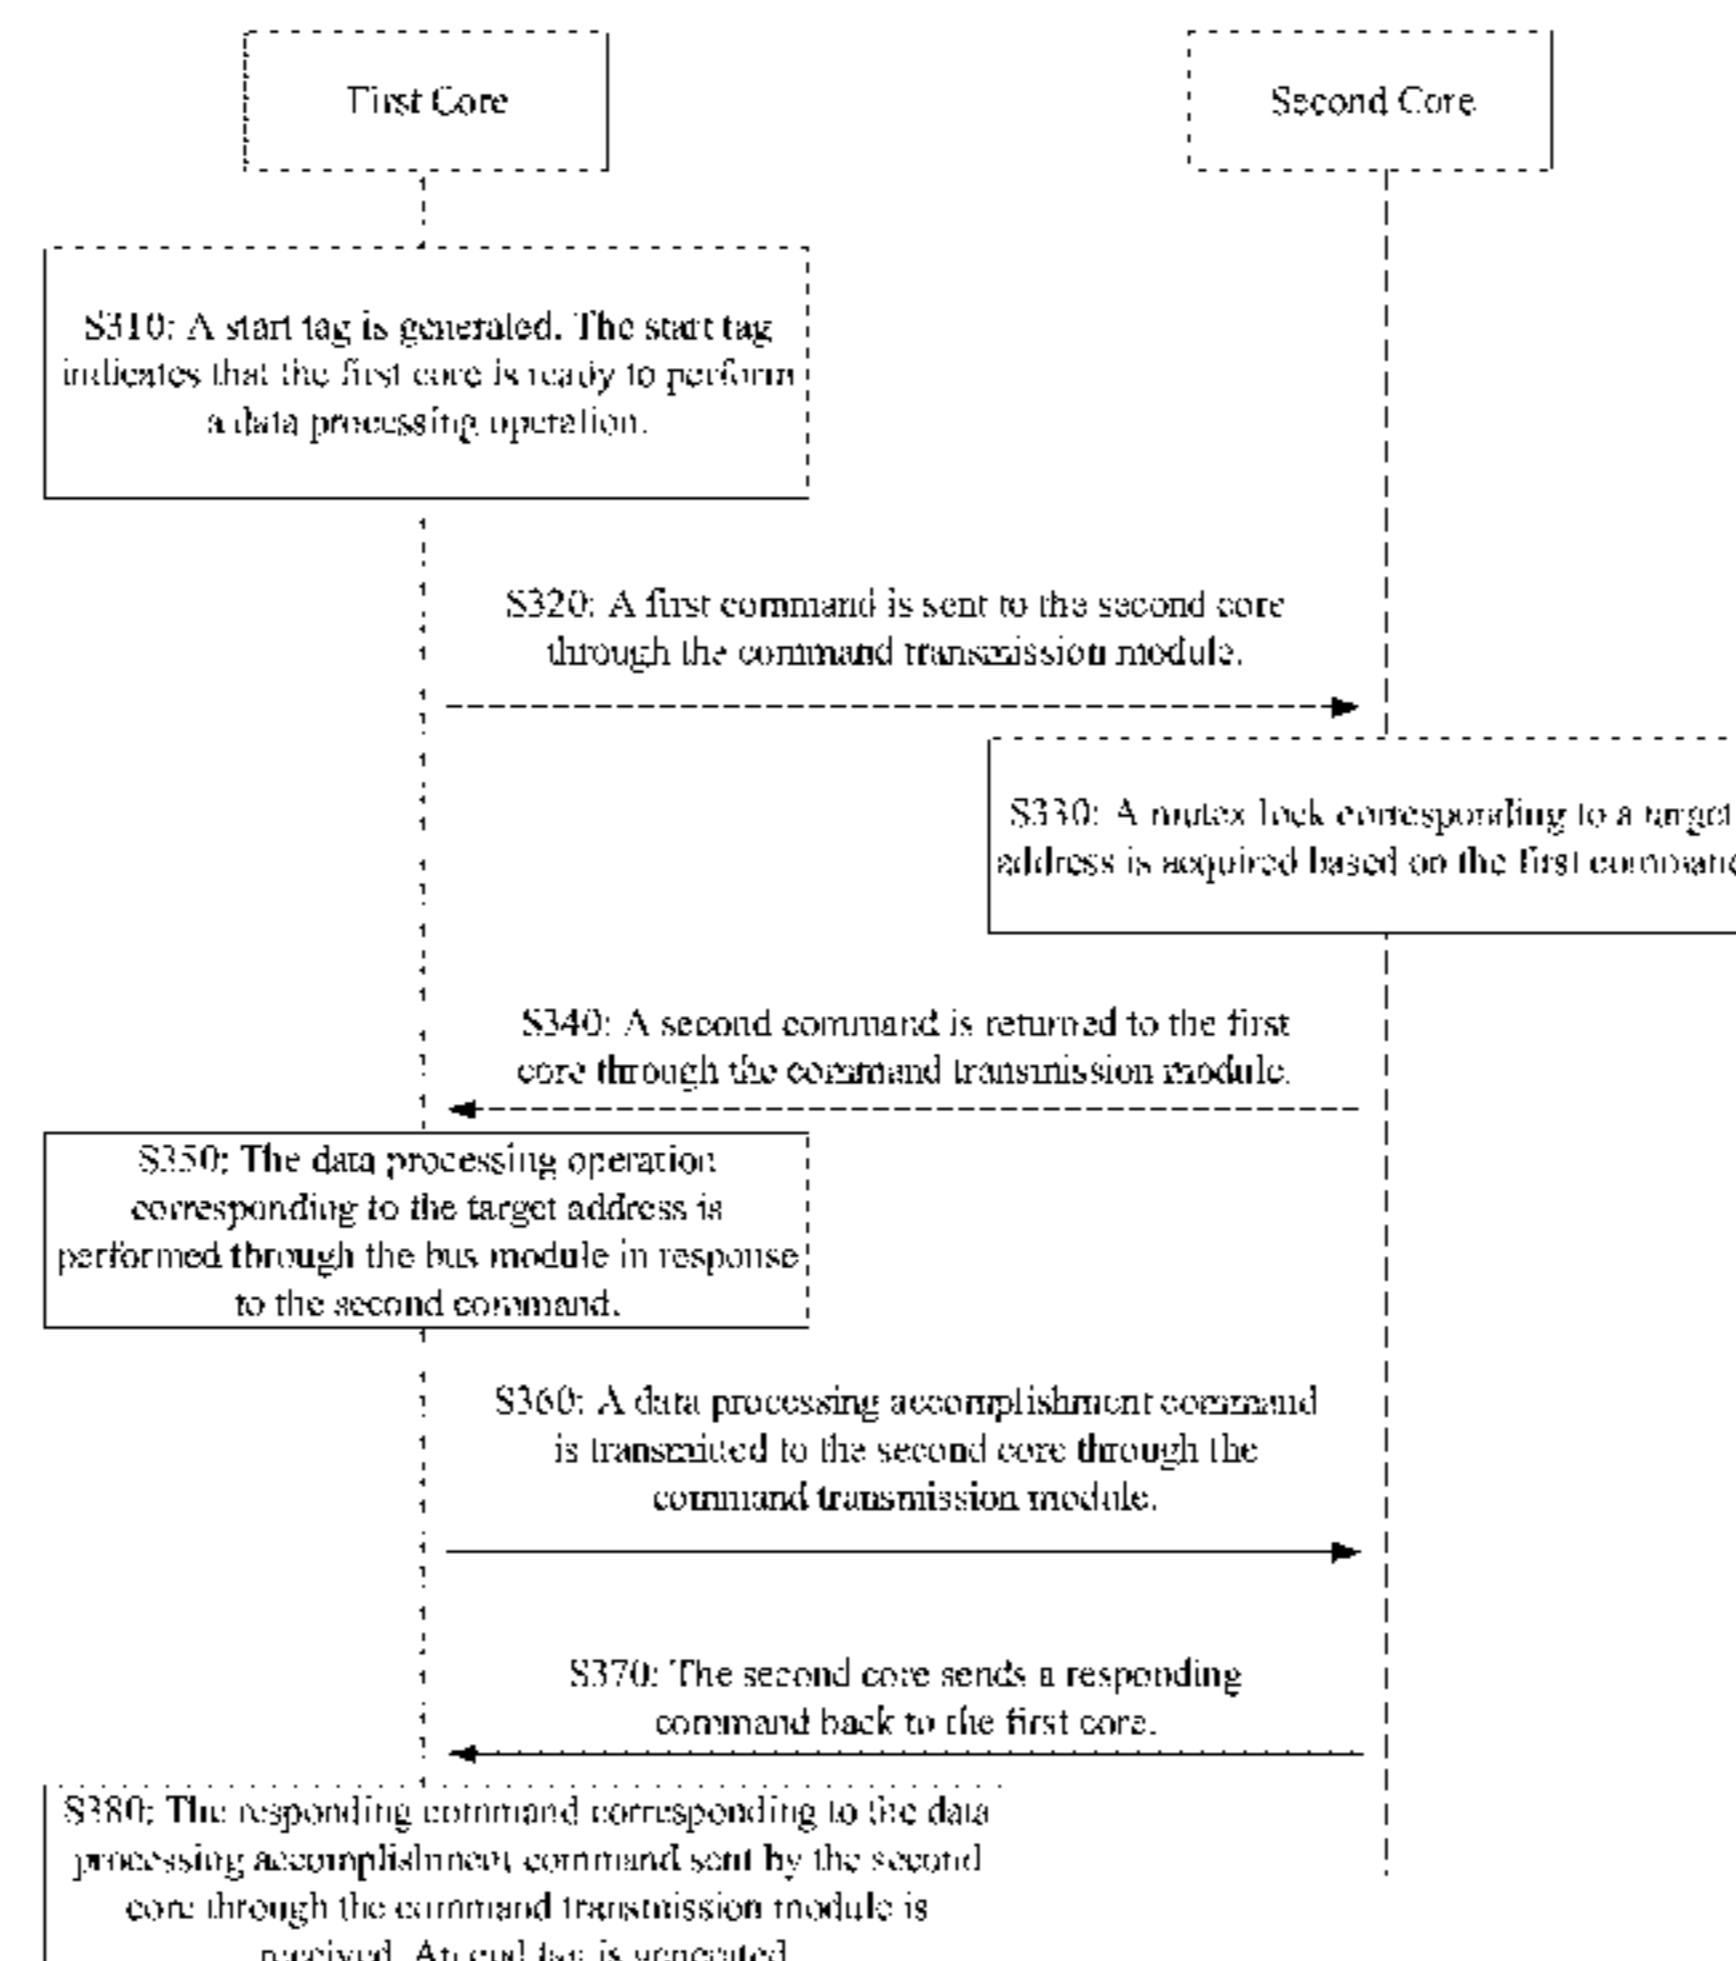 First Core
Second Core
S310: A start tag is generated. The start tag
indicates that the first core is ready to perform
a data processing operation.
S320: A first command is sent to the second core
through the command transmission module.
S330: A mutex lock corresponding to a target
address is acquired based on the first command
S340: A second command is returned to the first
core through the command transmission module.
S350: The data processing operation
corresponding to the target address is
performed through the bus module in response
to the second command.
S360: A data processing accomplishment command
is transmitted to the second core through the
command transmission module.
S370: The second core sends a responding
command back to the first core.
S380: The responding command corresponding to the data
processing accomplishment command sent by the second
core through the command transmission module is
received. An end tag is generated.